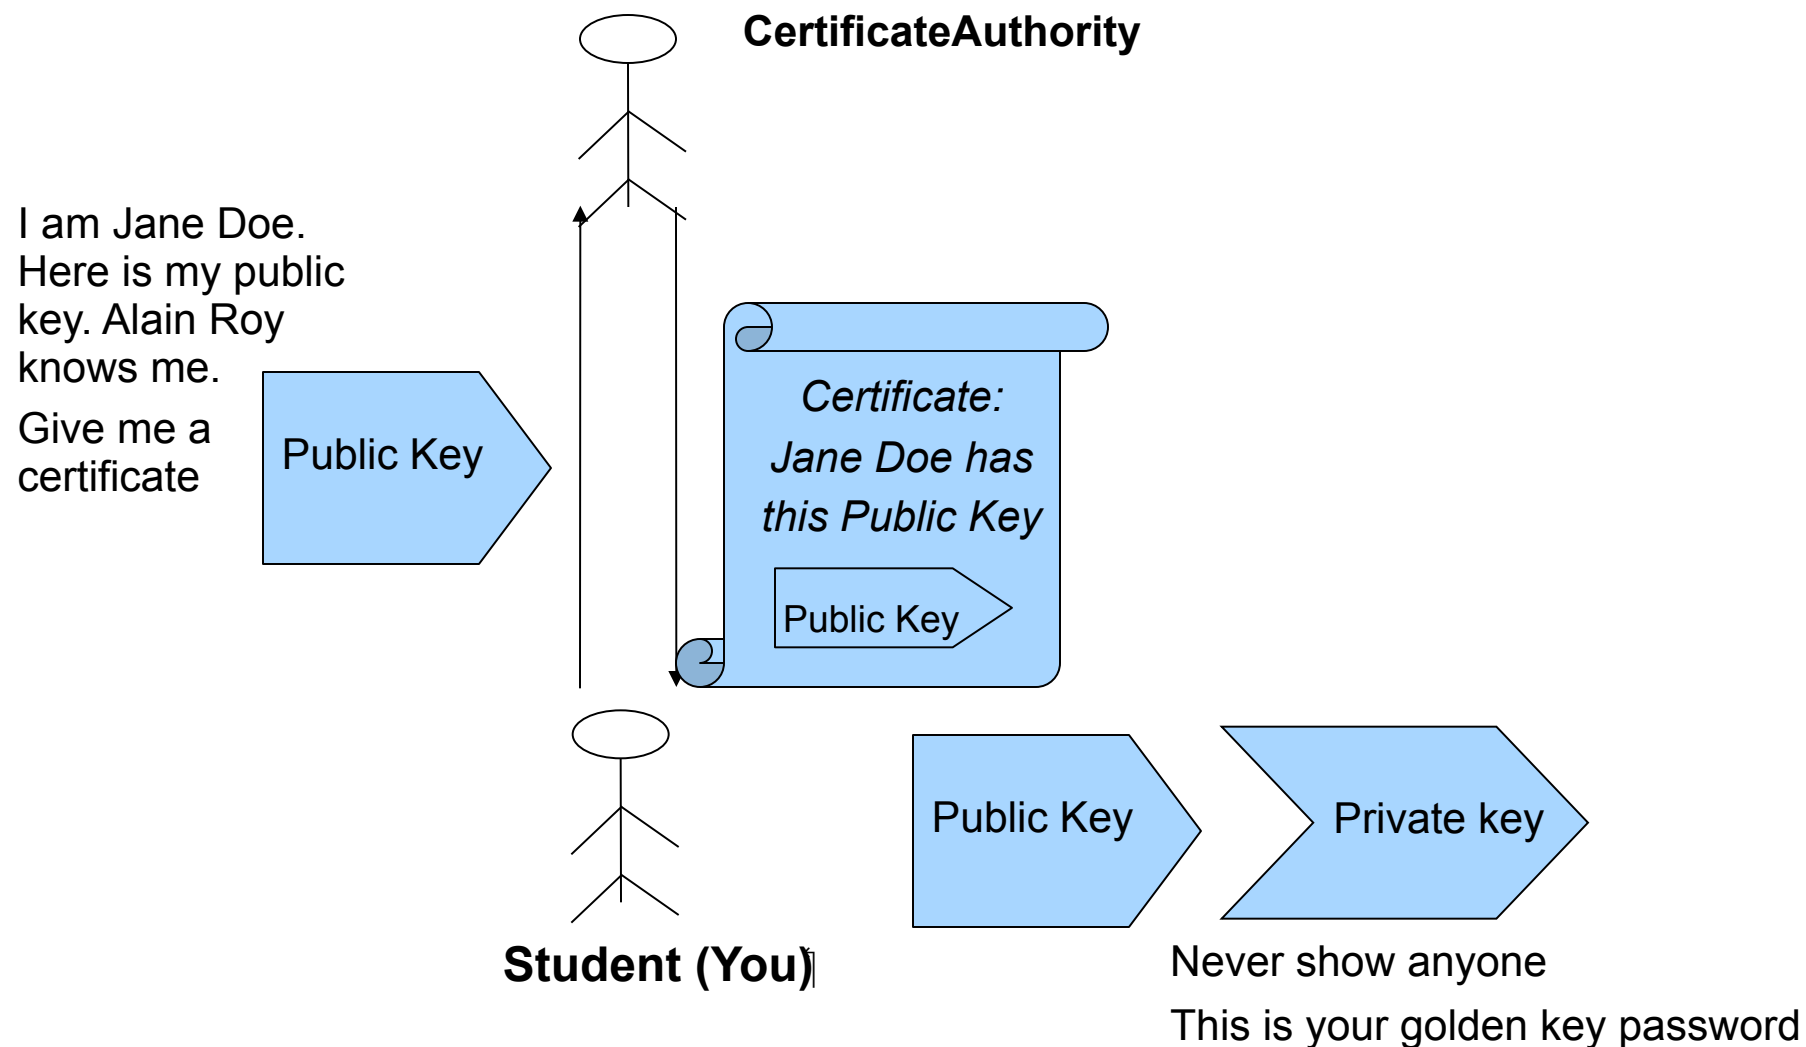 CertificateAuthority
I am Jane Doe.
Here is my public
key. Alain Roy
knows me.
Give me a
certificate
Public Key
Certificate:
Jane Doe has
this Public Key
Public Key
Public Key
Private key
Student (You)
Never show anyone
This is your golden key password